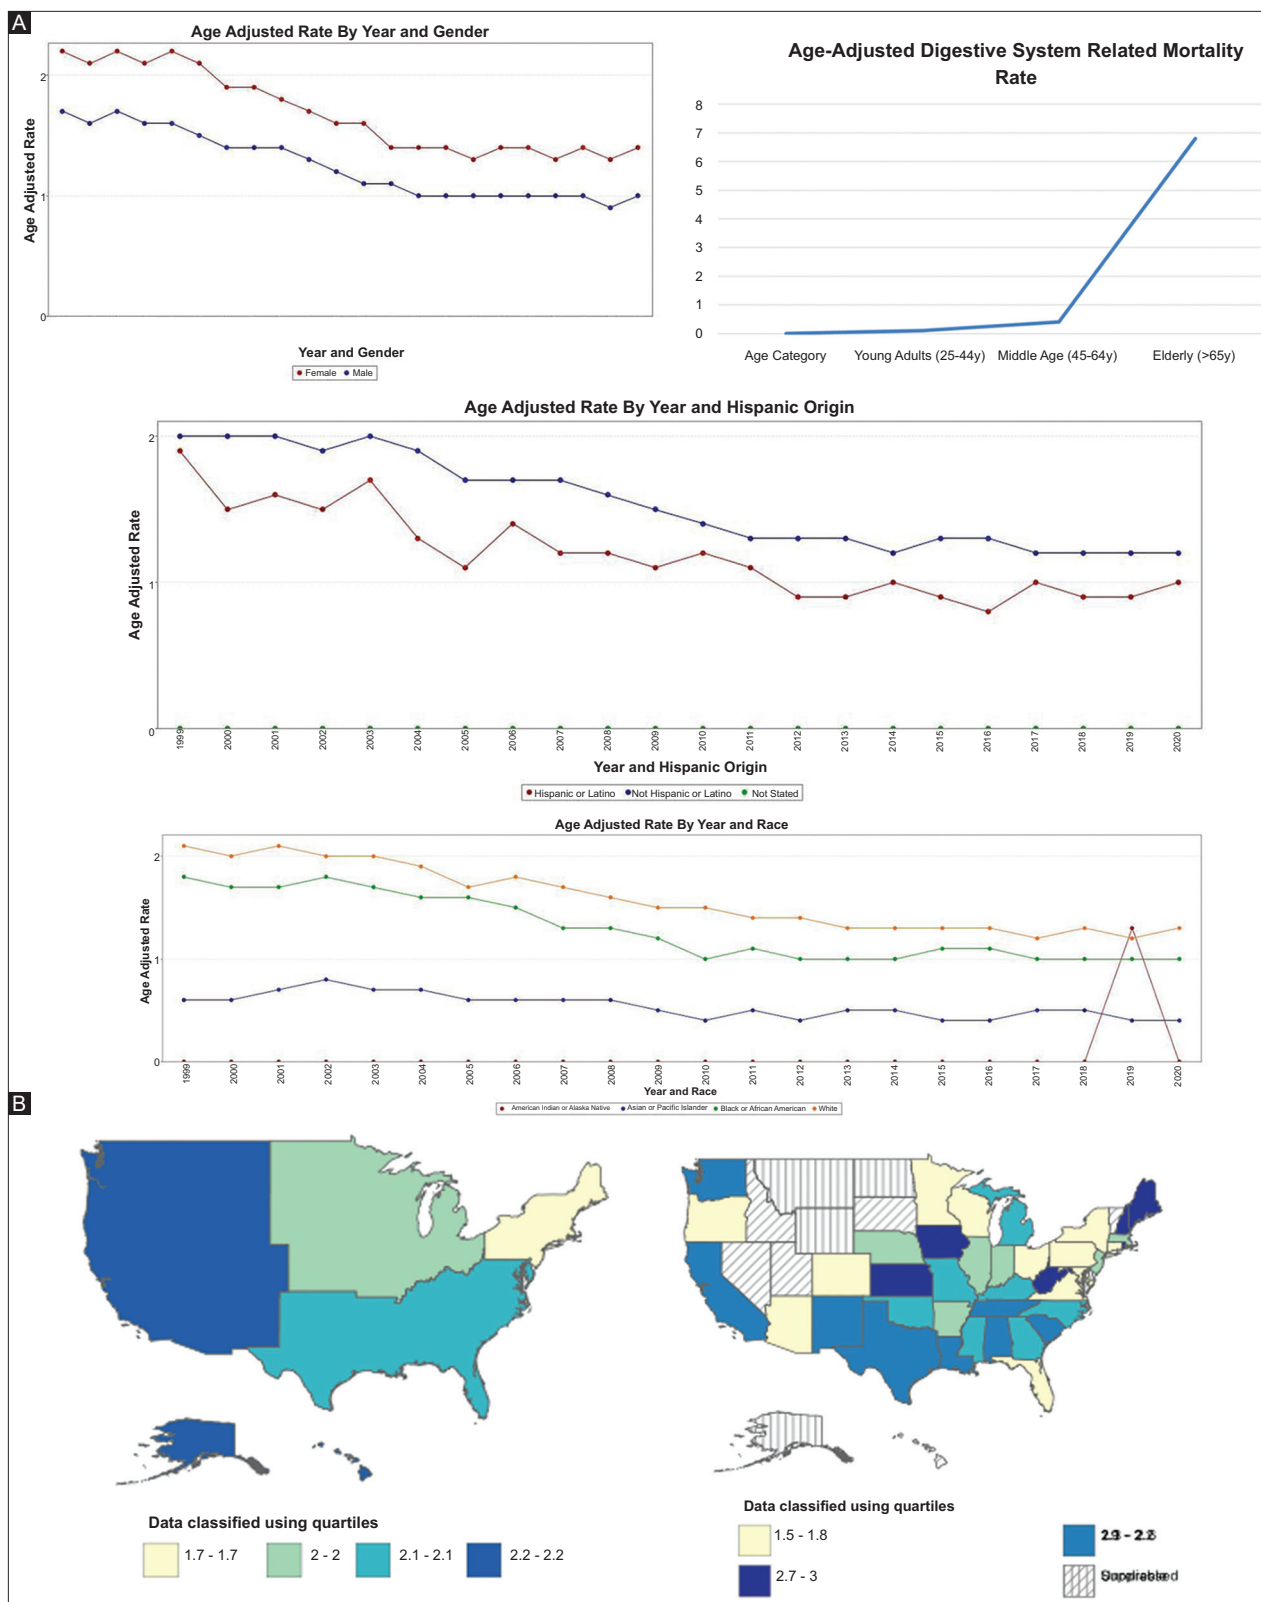 A
Age Adjusted Rate By Year and Gender
2
1
0
Age Adjusted Rate
Year and Gender
Female Male
Age-Adjusted Digestive System Related Mortality
Rate
8
7
6
5
4
3
2
1
0
Age Category Young Adults (25-44y) Middle Age (45-64y) Elderly (>65y)
Age Adjusted Rate By Year and Hispanic Origin
2
1
0
Age Adjusted Rate
1999 2000 2001 2002 2003 2004 2005 2006 2007 2008 2009 2010 2011 2012 2013 2014 2015 2016 2017 2018 2019 2020
Year and Hispanic Origin
Hispanic or Latino Not Hispanic or Latino Not Stated
Age Adjusted Rate By Year and Race
2
1
0
Age Adjusted Rate
1999 2000 2001 2002 2003 2004 2005 2006 2007 2008 2009 2010 2011 2012 2013 2014 2015 2016 2017 2018 2019 2020
Year and Race
American Indian or Alaska Native Asian or Pacific Islander Black or African American White
B
Data classified using quartiles
1.7 - 1.7 2 - 2 2.1 - 2.1 2.2 - 2.2
Data classified using quartiles
1.5 - 1.8
2.7 - 3